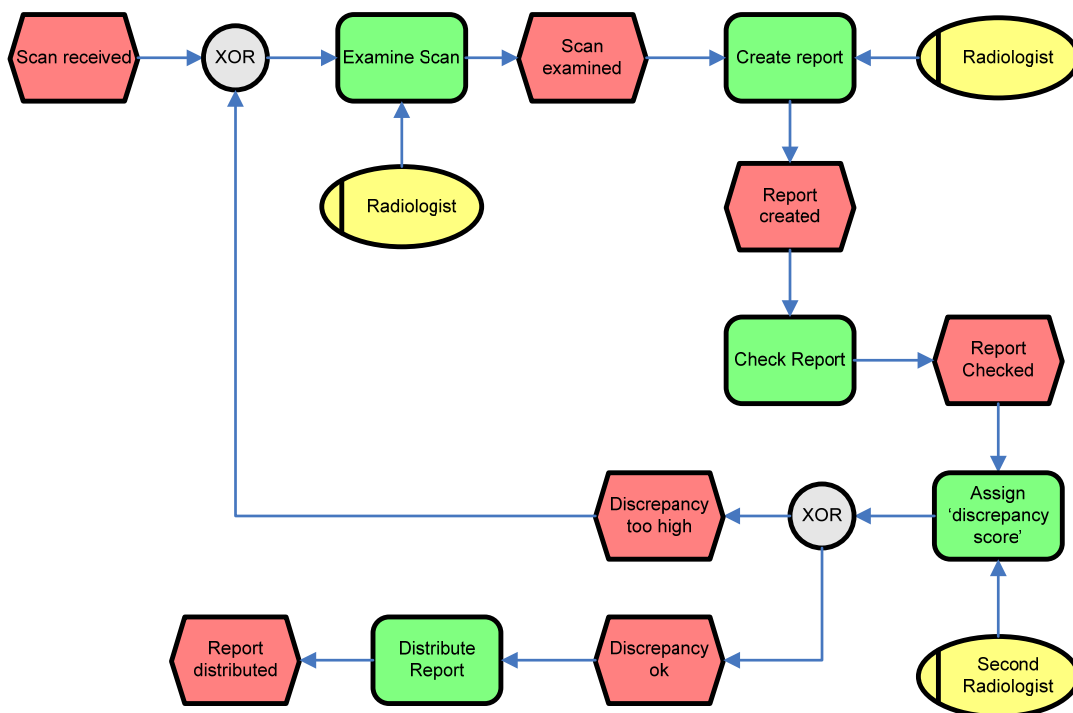 Scan received
XOR
Examine Scan
Scan
examined
Create report
Radiologist
Radiologist
Report
created
Check Report
Report
Checked
Assign
‘discrepancy
score’
XOR
Discrepancy
too high
Discrepancy
ok
Distribute
Report
Report
distributed
Second
Radiologist